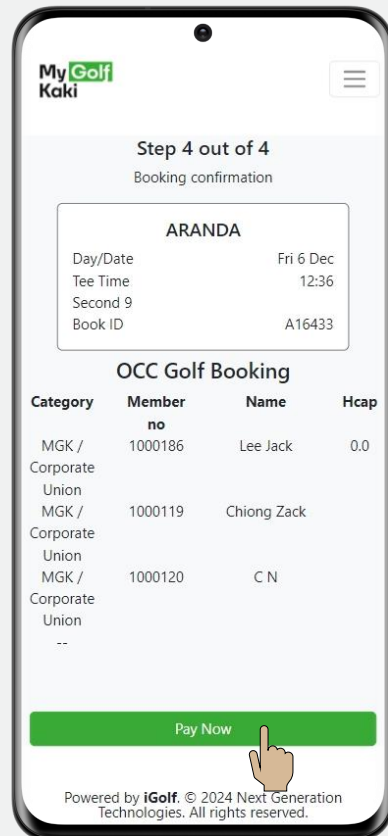 My Golf
Kaki
Step 4 out of 4
Booking confirmation
ARANDA
Day/Date Fri 6 Dec
Tee Time 12:36
Second 9
Book ID A16433
OCC Golf Booking
Category Member Name Hcap
no
MGK / 1000186 Lee Jack 0.0
Corporate
Union
MGK / 1000119 Chiong Zack
Corporate
Union
MGK / 1000120 C N
Corporate
Union
--
Pay Now
Powered by iGolf. © 2024 Next Generation
Technologies. All rights reserved.